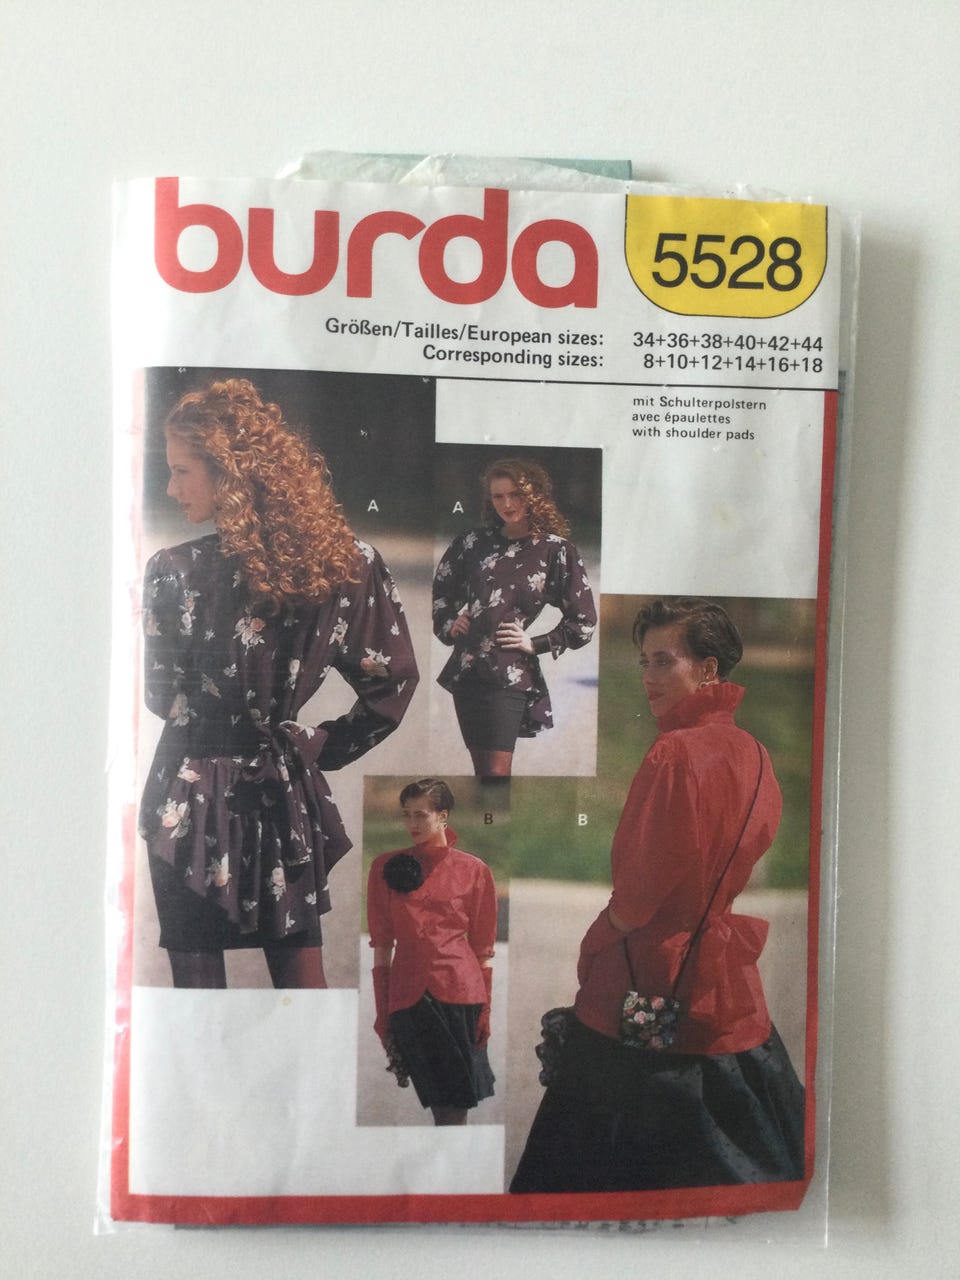 burda
5528
Größen/Tailles/European sizes: 34+36+38+40+42+44
Corresponding sizes: 8+10+12+14+16+18
mit Schulterpolstern
avec épaulettes
with shoulder pads
A
A
B
B